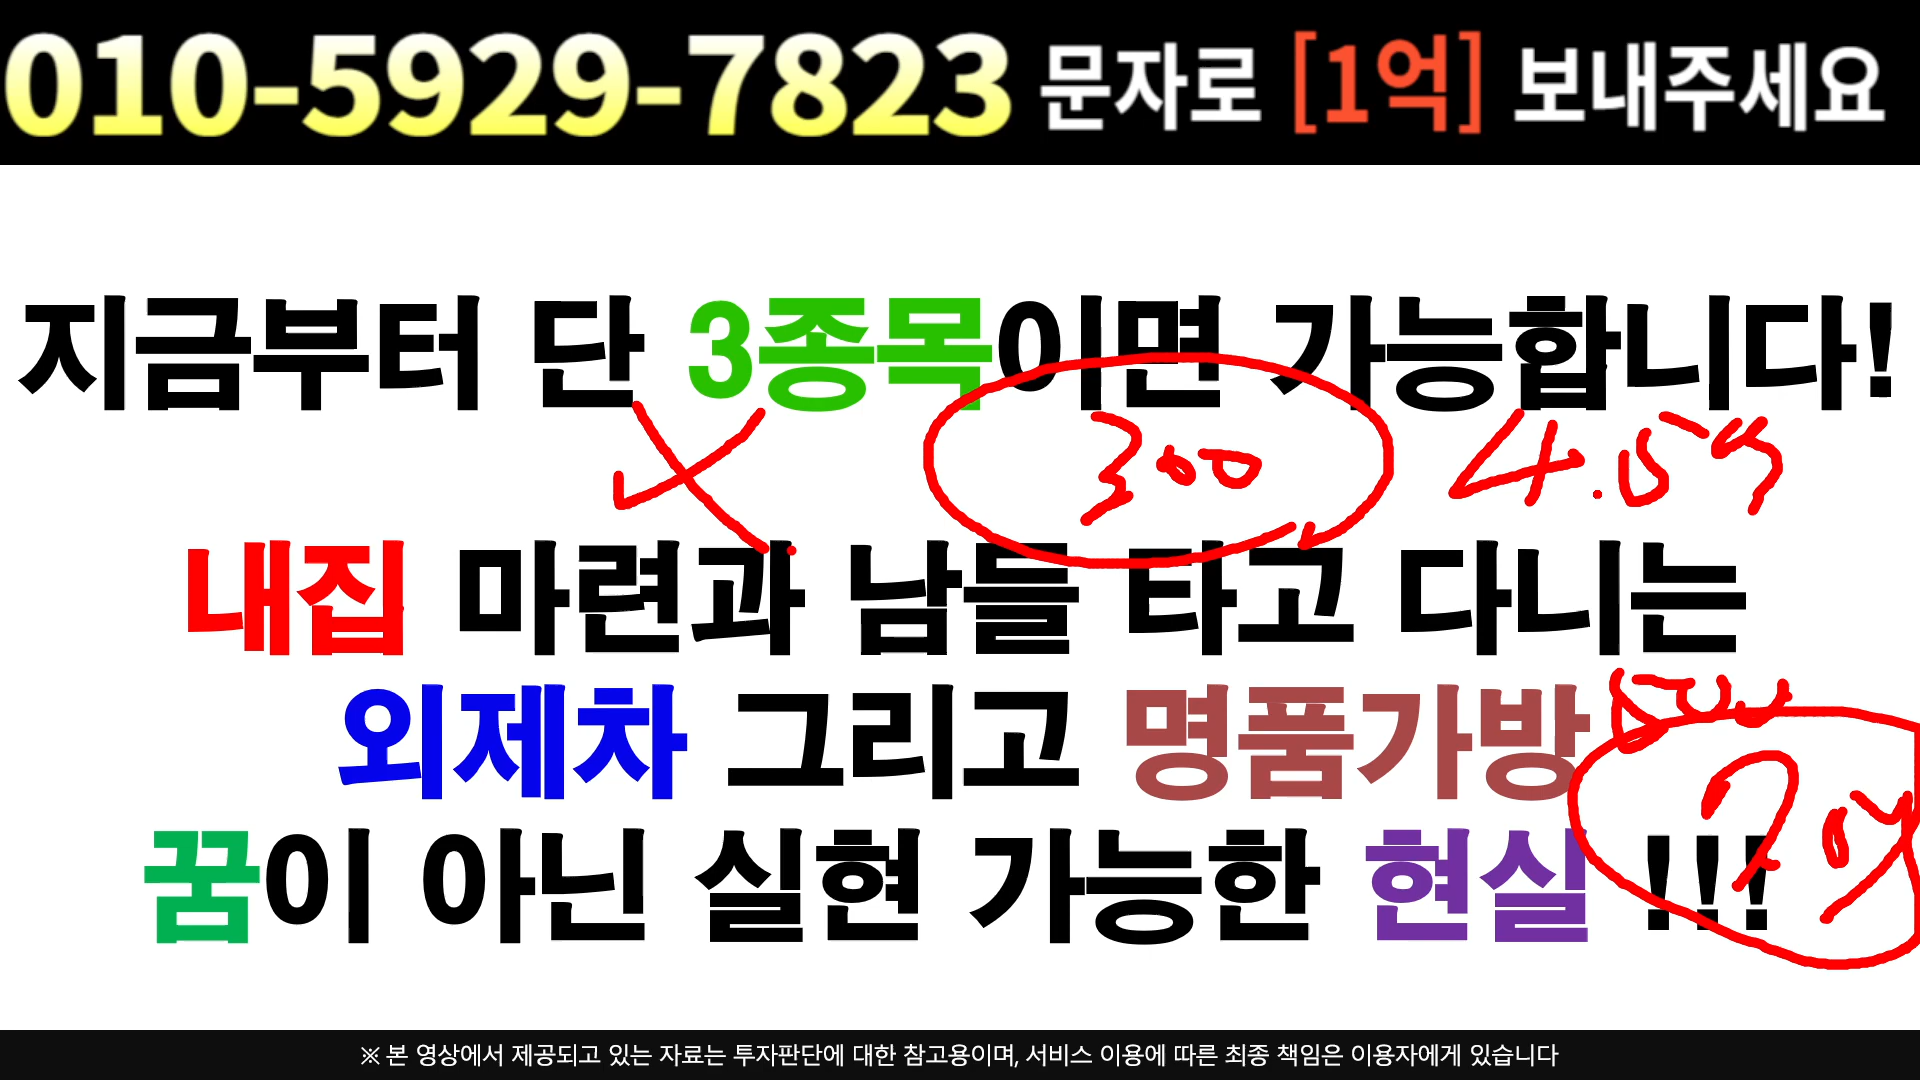 010-5929-7823 문자로 [1억] 보내주세요
지금부터 단 3종목이면 가능합니다!
300
4.5억
내집 마련과 남들 타고 다니는
외제차 그리고 명품가방
꿈이 아닌 실현 가능한 현실 !!!
※ 본 영상에서 제공되고 있는 자료는 투자판단에 대한 참고용이며, 서비스 이용에 따른 최종 책임은 이용자에게 있습니다